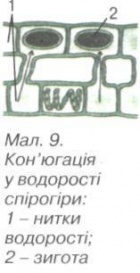 1
2
Мал. 9.
Кон'югація
у водорості
спірогіри:
1 – нитки
водорості;
2 – зигота